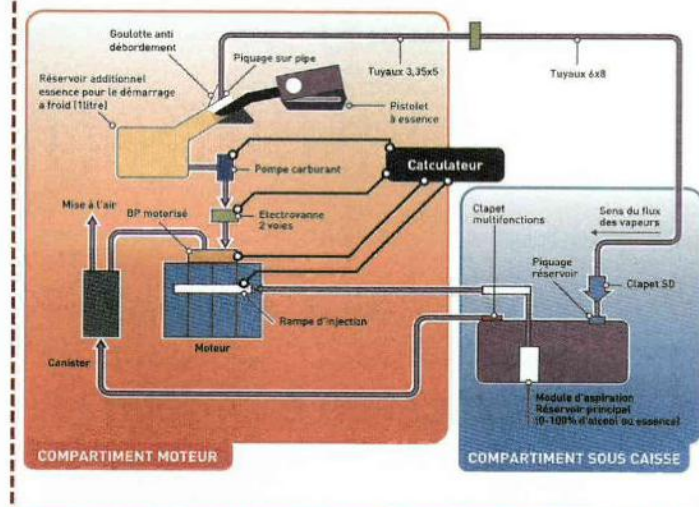 Goulotte anti
débordement
Piquage sur pipe
Tuyaux 3,35x5
Tuyaux 6x8
Réservoir additionnel
essence pour le démarrage
a froid (1litre)
Pistolet
à essence
Pompe carburant
Calculateur
Mise à l'air
BP motorisé
Electrovanne
2 voies
Clapet
multifonctions
Sens du flux
des vapeurs
Piquage
réservoir
Clapet SD
Rampe d'injection
Moteur
Canister
Module d'aspiration
Réservoir principal
(0-100% d'alcool ou essence)
COMPARTIMENT MOTEUR
COMPARTIMENT SOUS CAISSE